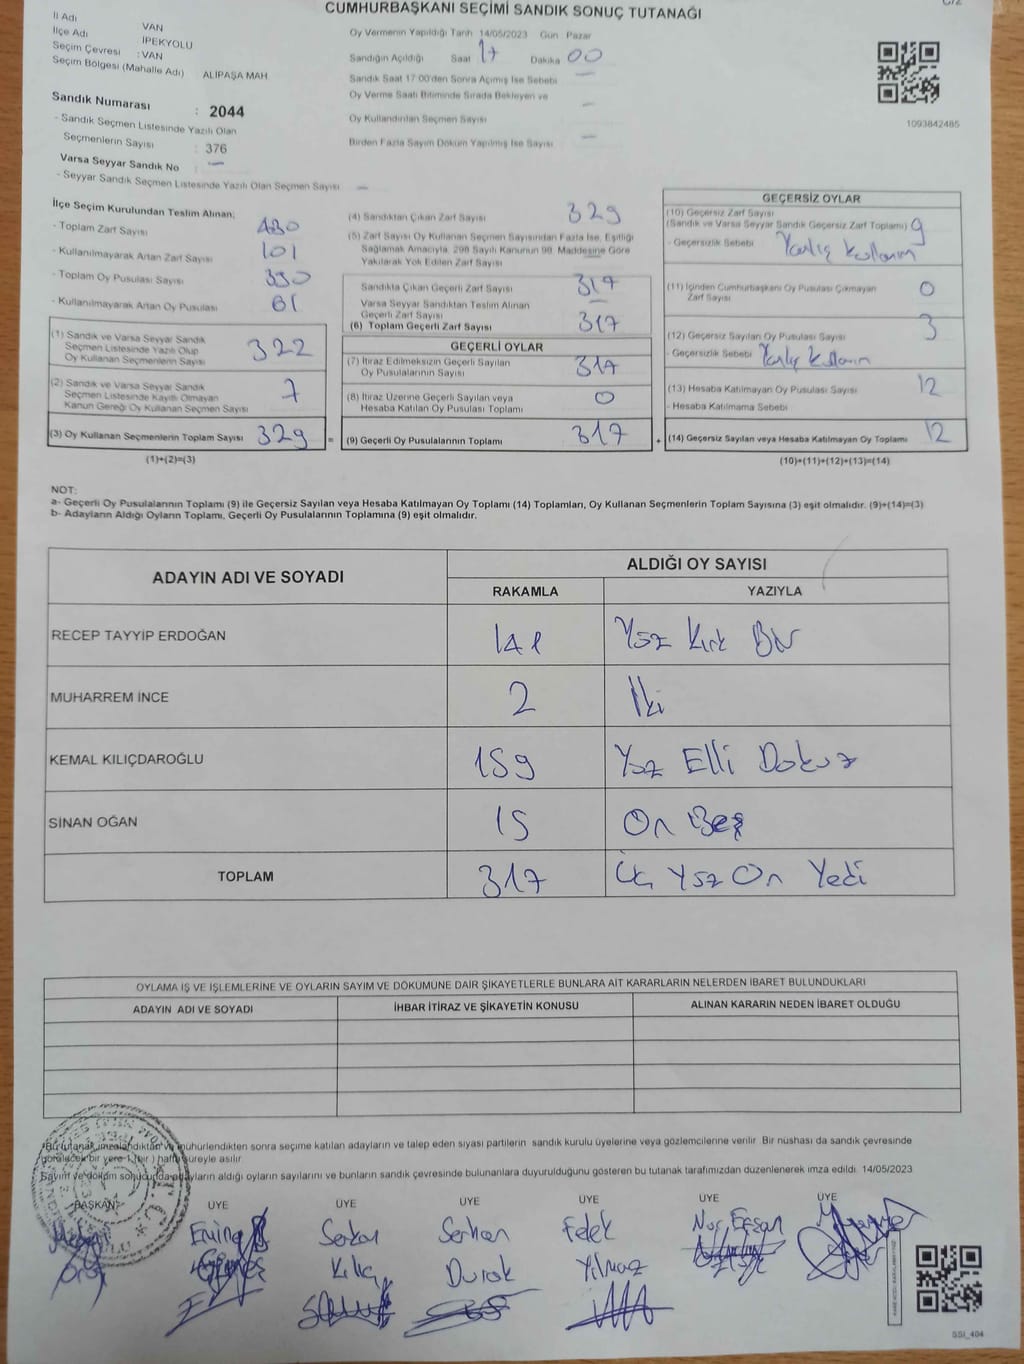 CUMHURBAŞKANI SEÇİMİ SANDIK SONUÇ TUTANAĞI
İl Adı VAN
İlçe Adı İPEKYOLU
Seçim Çevresi : VAN
Seçim Bölgesi (Mahalle Adı) ALİPAŞA MAH
Sandık Numarası : 2044
- Sandık Seçmen Listesinde Yazılı Olan
Seçmenlerin Sayısı : 376
Varsa Seyyar Sandık No —
- Seyyar Sandık Seçmen Listesinde Yazılı Olan Seçmen Sayısı —
Oy Vermenin Yapıldığı Tarih 14/05/2023 Gün Pazar
Sandığın Açıldığı Saat 17 Dakika 00
Sandık Saat 17:00'den Sonra Açılmış İse Sebebi —
Oy Verme Saati Bitiminde Sırada Bekleyen ve
Oy Kullandırılan Seçmen Sayısı —
Birden Fazla Sayım Döküm Yapılmış İse Sayısı —
1093842485
İlçe Seçim Kurulundan Teslim Alınan;
- Toplam Zarf Sayısı 430
- Kullanılmayarak Artan Zarf Sayısı 101
- Toplam Oy Pusulası Sayısı 390
- Kullanılmayarak Artan Oy Pusulası 61
(1) Sandık ve Varsa Seyyar Sandık
Seçmen Listesinde Yazılı Olup
Oy Kullanan Seçmenlerin Sayısı 322
(2) Sandık ve Varsa Seyyar Sandık
Seçmen Listesinde Kayıtlı Olmayan
Kanun Gereği Oy Kullanan Seçmen Sayısı 7
(3) Oy Kullanan Seçmenlerin Toplam Sayısı 329 =
(1)+(2)=(3)
(4) Sandıktan Çıkan Zarf Sayısı 329
(5) Zarf Sayısı Oy Kullanan Seçmen Sayısından Fazla İse, Eşitliği
Sağlamak Amacıyla, 298 Sayılı Kanunun 98. Maddesine Göre
Yakılarak Yok Edilen Zarf Sayısı
Sandıkta Çıkan Geçerli Zarf Sayısı 317
Varsa Seyyar Sandıktan Teslim Alınan
Geçerli Zarf Sayısı —
(6) Toplam Geçerli Zarf Sayısı 317
GEÇERLİ OYLAR
(7) İtiraz Edilmeksizin Geçerli Sayılan
Oy Pusulalarının Sayısı 317
(8) İtiraz Üzerine Geçerli Sayılan veya
Hesaba Katılan Oy Pusulası Toplamı 0
(9) Geçerli Oy Pusulalarının Toplamı 317 +
GEÇERSİZ OYLAR
(10) Geçersiz Zarf Sayısı
(Sandık ve Varsa Seyyar Sandık Geçersiz Zarf Toplamı) 9
- Geçersizlik Sebebi Yanlış kullanım
(11) İçinden Cumhurbaşkanı Oy Pusulası Çıkmayan
Zarf Sayısı 0
(12) Geçersiz Sayılan Oy Pusulası Sayısı 3
- Geçersizlik Sebebi Yanlış kullanım
(13) Hesaba Katılmayan Oy Pusulası Sayısı 12
- Hesaba Katılmama Sebebi
(14) Geçersiz Sayılan veya Hesaba Katılmayan Oy Toplamı 12
(10)+(11)+(12)+(13)=(14)
NOT:
a- Geçerli Oy Pusulalarının Toplamı (9) ile Geçersiz Sayılan veya Hesaba Katılmayan Oy Toplamı (14) Toplamları, Oy Kullanan Seçmenlerin Toplam Sayısına (3) eşit olmalıdır. (9)+(14)=(3)
b- Adayların Aldığı Oyların Toplamı, Geçerli Oy Pusulalarının Toplamına (9) eşit olmalıdır.
ADAYIN ADI VE SOYADI ALDIĞI OY SAYISI
RAKAMLA YAZIYLA
RECEP TAYYİP ERDOĞAN 141 Yüz Kırk Bir
MUHARREM İNCE 2 İki
KEMAL KILIÇDAROĞLU 159 Yüz Elli Dokuz
SİNAN OĞAN 15 On Beş
TOPLAM 317 Üç Yüz On Yedi
OYLAMA İŞ VE İŞLEMLERİNE VE OYLARIN SAYIM VE DÖKÜMÜNE DAİR ŞİKAYETLERLE BUNLARA AİT KARARLARIN NELERDEN İBARET BULUNDUKLARI
ADAYIN ADI VE SOYADI İHBAR İTİRAZ VE ŞİKAYETİN KONUSU ALINAN KARARIN NEDEN İBARET OLDUĞU
Bu tutanak imzalandıktan ve mühürlendikten sonra seçime katılan adayların ve talep eden siyasi partilerin sandık kurulu üyelerine veya gözlemcilerine verilir. Bir nüshası da sandık çevresinde
görülecek bir yere 1 (bir) hafta süreyle asılır.
Sayım ve döküm sonucunda adayların aldığı oyların sayılarını ve bunların sandık çevresinde bulunanlara duyurulduğunu gösteren bu tutanak tarafımızdan düzenlenerek imza edildi. 14/05/2023
BAŞKAN ÜYE ÜYE ÜYE ÜYE ÜYE ÜYE
Emine Serkan Serhan Felek
Kılıç Durak Yılmaz
SSİ_404